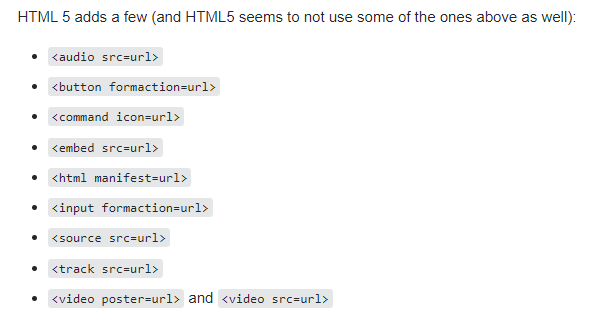 HTML 5 adds a few (and HTML5 seems to not use some of the ones above as well):
<audio src=url>
<button formaction=url>
<command icon=url>
<embed src=url>
<html manifest=url>
<input formaction=url>
<source src=url>
<track src=url>
<video poster=url> and <video src=url>